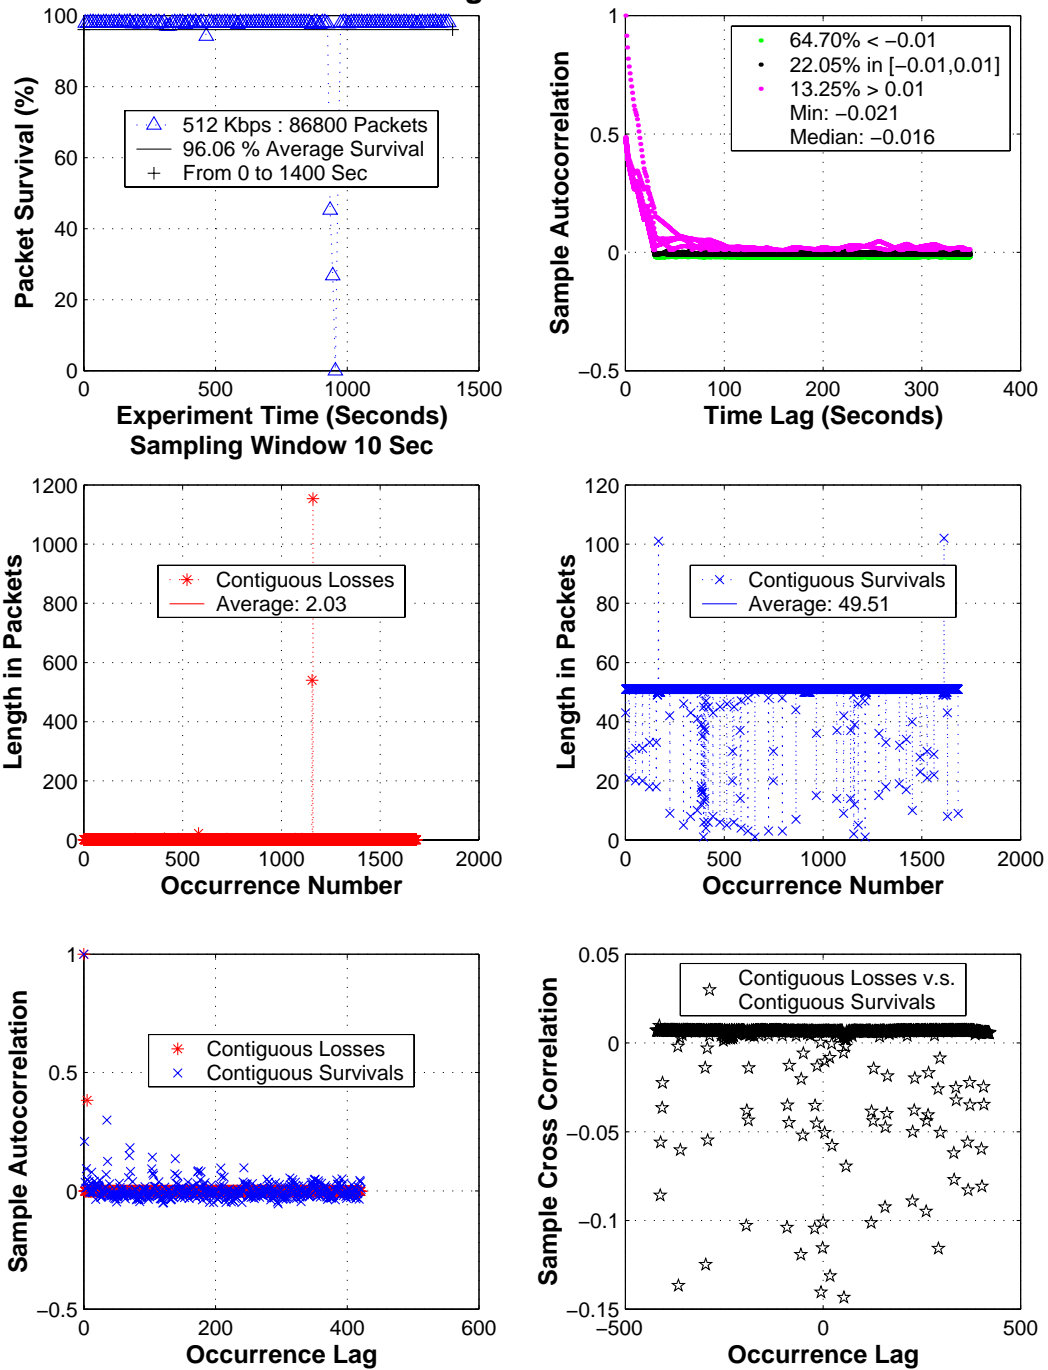 100
80
60
40
20
0
0
500
1000
1500
Packet Survival (%)
512 Kbps : 86800 Packets
96.06 % Average Survival
From 0 to 1400 Sec
Experiment Time (Seconds)
Sampling Window 10 Sec
1
0.5
0
−0.5
0
100
200
300
400
Sample Autocorrelation
64.70% < −0.01
22.05% in [−0.01,0.01]
13.25% > 0.01
Min: −0.021
Median: −0.016
Time Lag (Seconds)
1200
1000
800
600
400
200
0
0
500
1000
1500
2000
Length in Packets
Contiguous Losses
Average: 2.03
Occurrence Number
120
100
80
60
40
20
0
0
500
1000
1500
2000
Length in Packets
Contiguous Survivals
Average: 49.51
Occurrence Number
1
0.5
0
−0.5
0
200
400
600
Sample Autocorrelation
Contiguous Losses
Contiguous Survivals
Occurrence Lag
0.05
0
−0.05
−0.1
−0.15
−500
0
500
Sample Cross Correlation
Contiguous Losses v.s.
Contiguous Survivals
Occurrence Lag